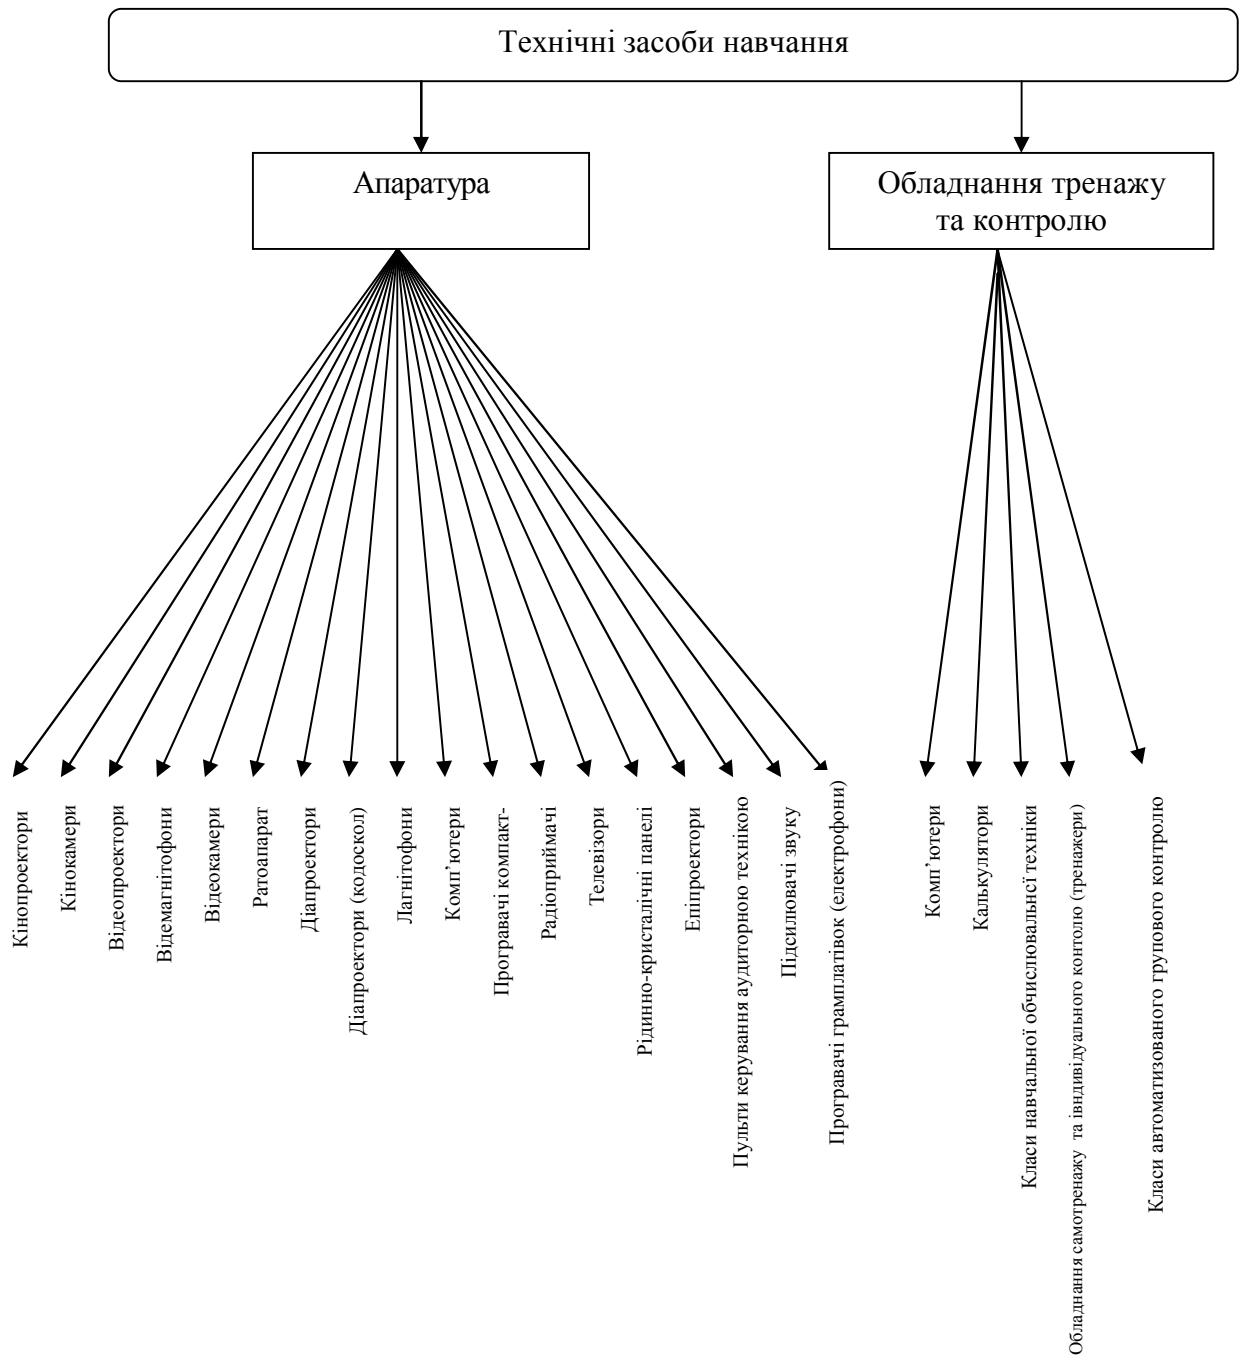 Технічні засоби навчання
Апаратура
Обладнання тренажу
та контролю
Кінопроектори
Кінокамери
Відеопроектори
Відемагнітофони
Відеокамери
Ратоапарат
Діапроектори
Діапроектори (кодоскол)
Лагнітофони
Комп’ютери
Програвачі компакт-
Радіоприймачі
Телевізори
Рідинно-кристалічні панелі
Епіпроектори
Пульти керування аудиторною технікою
Підсилювачі звуку
Програвачі грамплатівок (електрофони)
Комп’ютери
Калькулятори
Класи навчальної обчислювальнсї техніки
Обладнання самотренажу та івндивідуального контолю (тренажери)
Класи автоматизованого групового контролю